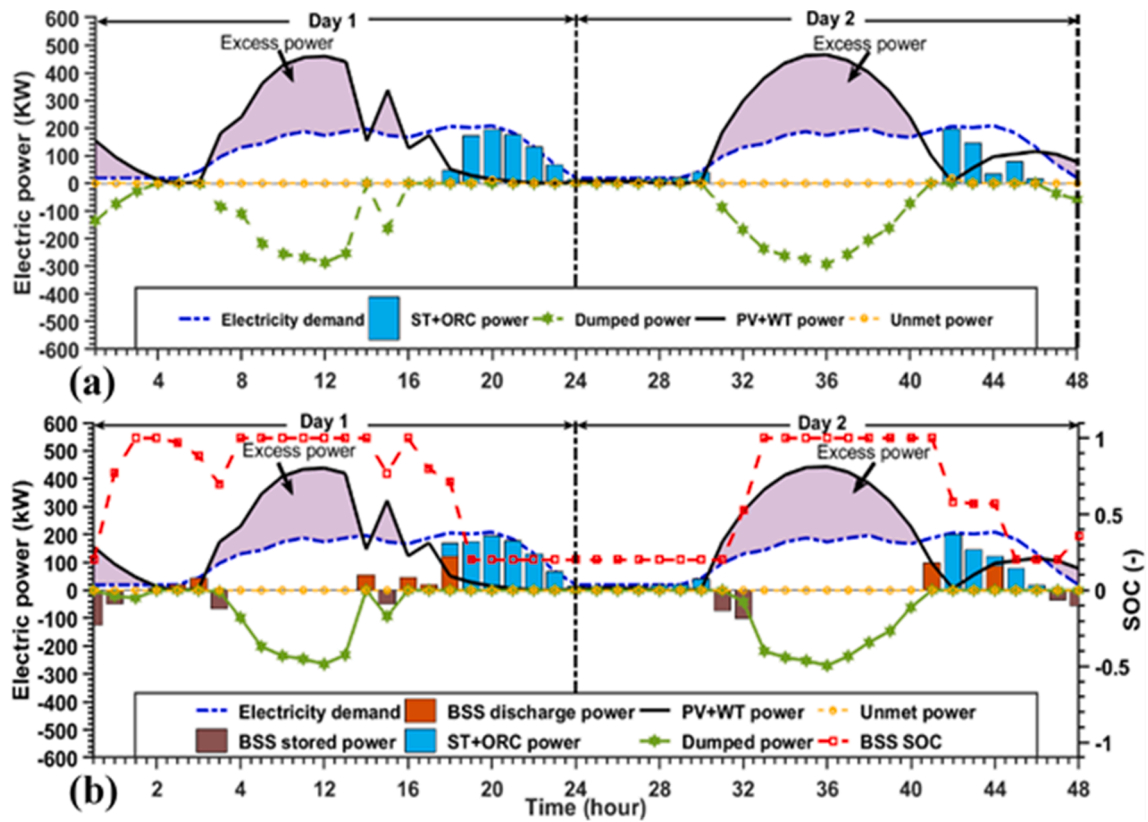 600
500
400
300
200
100
0
-100
-200
-300
-400
-500
-600
Electric power (KW)
Day 1
Day 2
Excess power
Excess power
Electricity demand ST+ORC power Dumped power PV+WT power Unmet power
4 8 12 16 20 24 28 32 36 40 44 48
(a)
600
500
400
300
200
100
0
-100
-200
-300
-400
-500
-600
Electric power (kW)
Day 1
Day 2
Excess power
Excess power
1
0.5
0
-0.5
-1
SOC (-)
Electricity demand BSS discharge power PV+WT power Unmet power
BSS stored power ST+ORC power Dumped power BSS SOC
2 4 8 12 16 20 24 28 32 36 40 44 48
(b)
Time (hour)